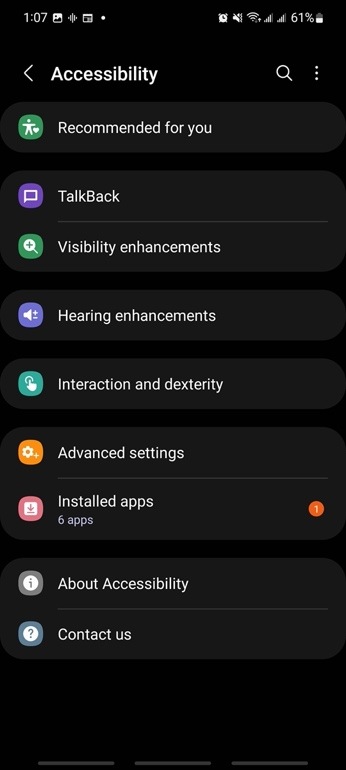 1:07 61%
Accessibility
Recommended for you
TalkBack
Visibility enhancements
Hearing enhancements
Interaction and dexterity
Advanced settings
Installed apps
6 apps
1
About Accessibility
Contact us